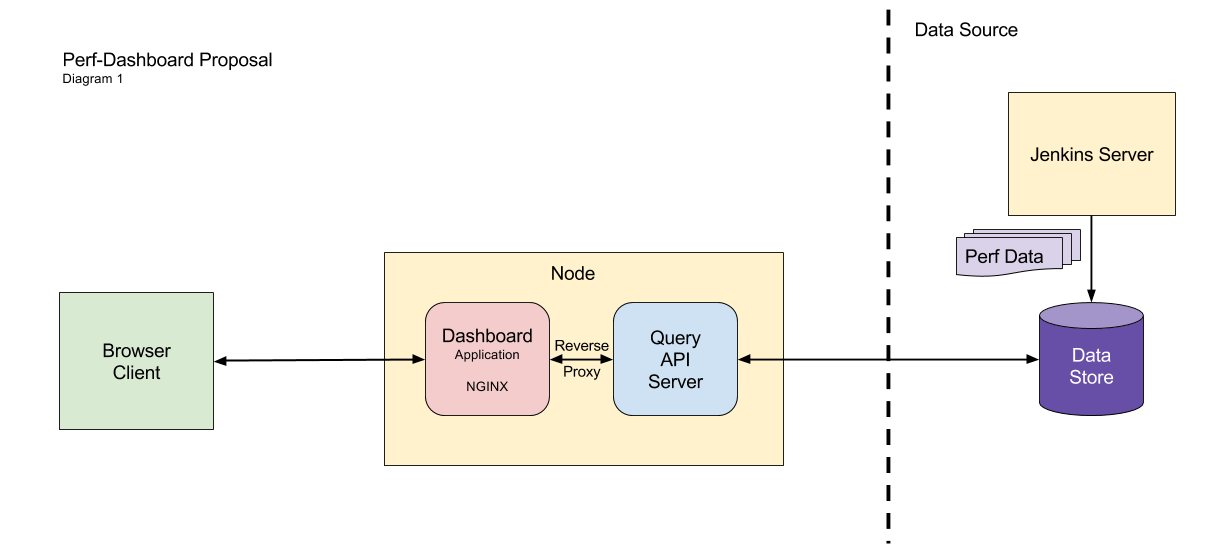 Perf-Dashboard Proposal
Diagram 1
Data Source
Jenkins Server
Perf Data
Node
Browser
Client
Dashboard
Application
NGINX
Reverse
Proxy
Query
API
Server
Data
Store